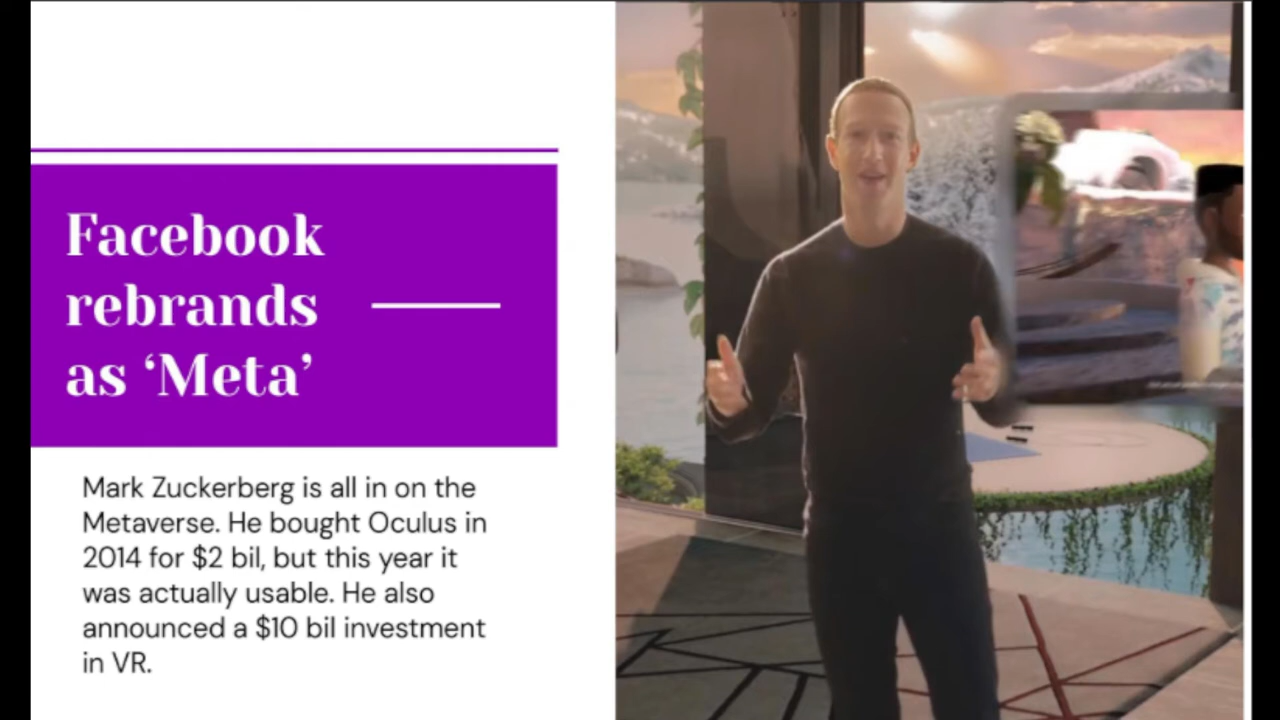 Facebook
rebrands
as ‘Meta’
Mark Zuckerberg is all in on the
Metaverse. He bought Oculus in
2014 for $2 bil, but this year it
was actually usable. He also
announced a $10 bil investment
in VR.